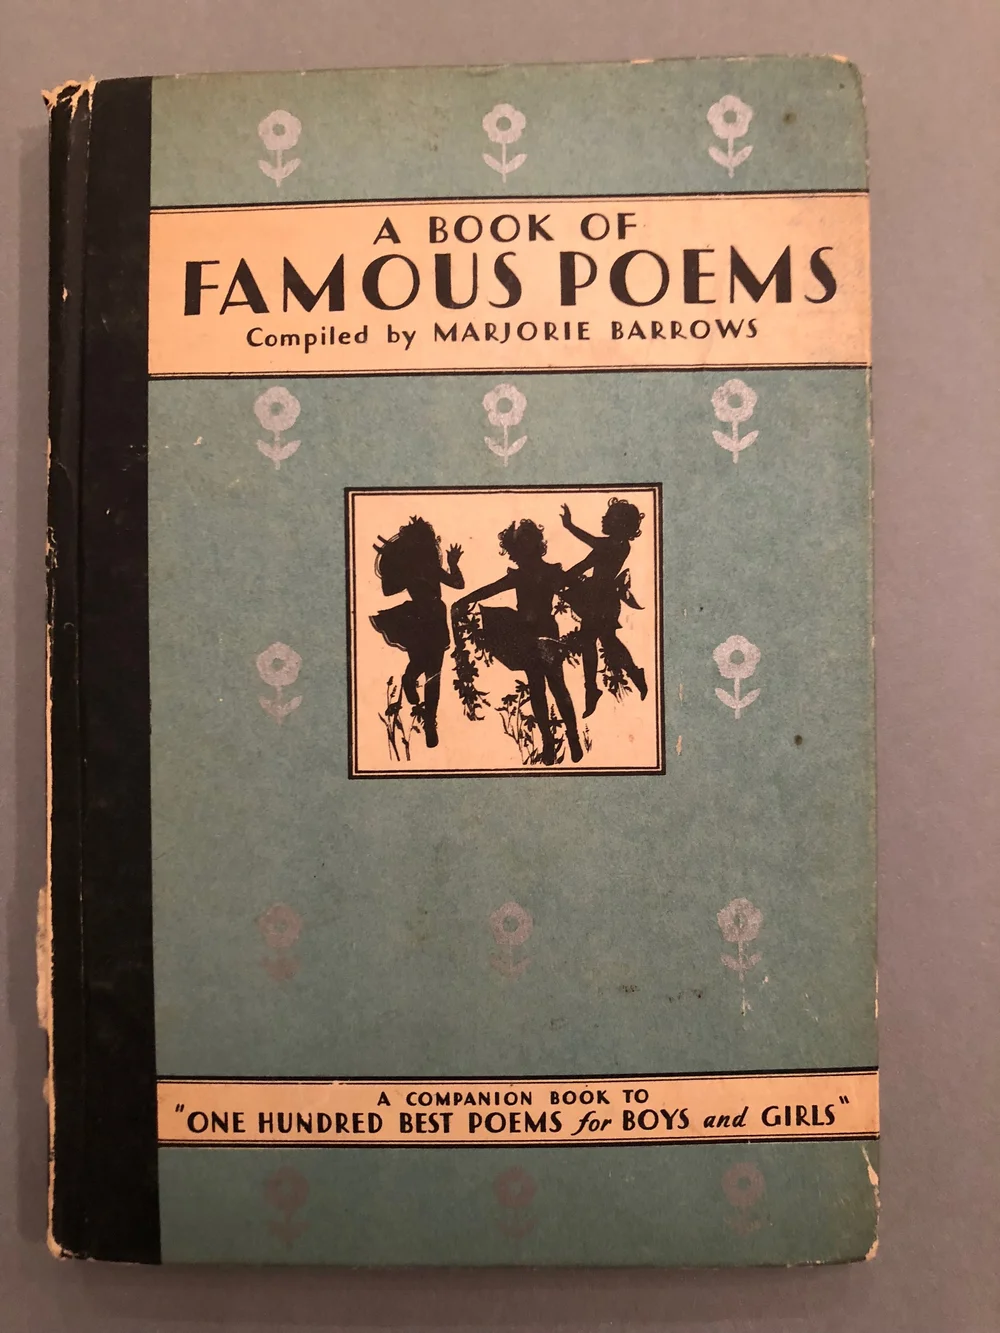 A BOOK OF
FAMOUS POEMS
Compiled by MARJORIE BARROWS
A COMPANION BOOK TO
"ONE HUNDRED BEST POEMS for BOYS and GIRLS"